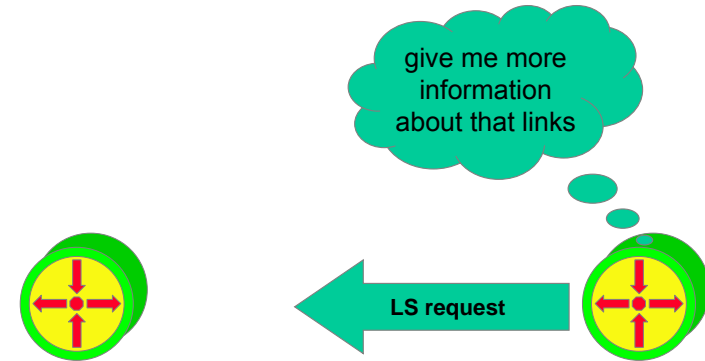 give me more
information
about that links
LS request